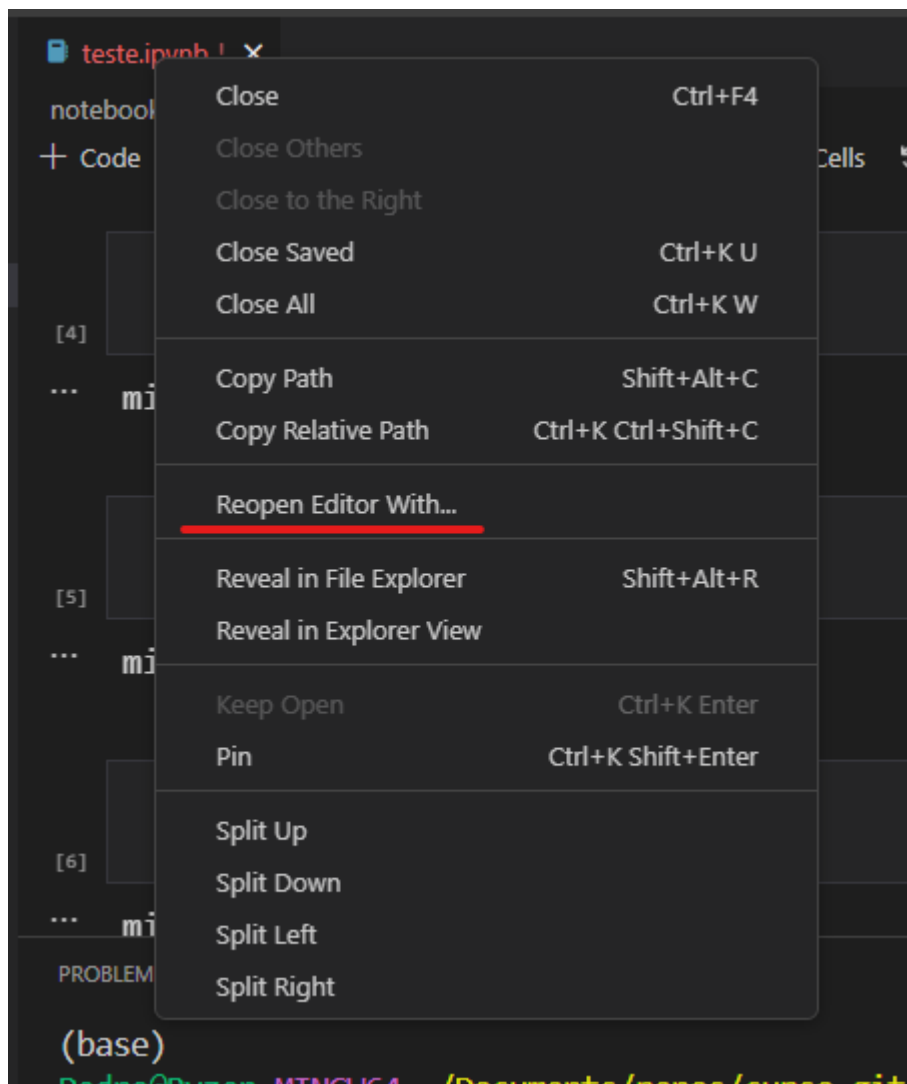 teste.ipynb !
notebook
Close Ctrl+F4
+ Code
Close Others
Cells
Close to the Right
Close Saved Ctrl+K U
Close All Ctrl+K W
[4]
Copy Path Shift+Alt+C
... mi
Copy Relative Path Ctrl+K Ctrl+Shift+C
Reopen Editor With...
Reveal in File Explorer Shift+Alt+R
[5]
Reveal in Explorer View
... mi
Keep Open Ctrl+K Enter
Pin Ctrl+K Shift+Enter
Split Up
[6]
Split Down
... mi
Split Left
PROBLEM
Split Right
(base)